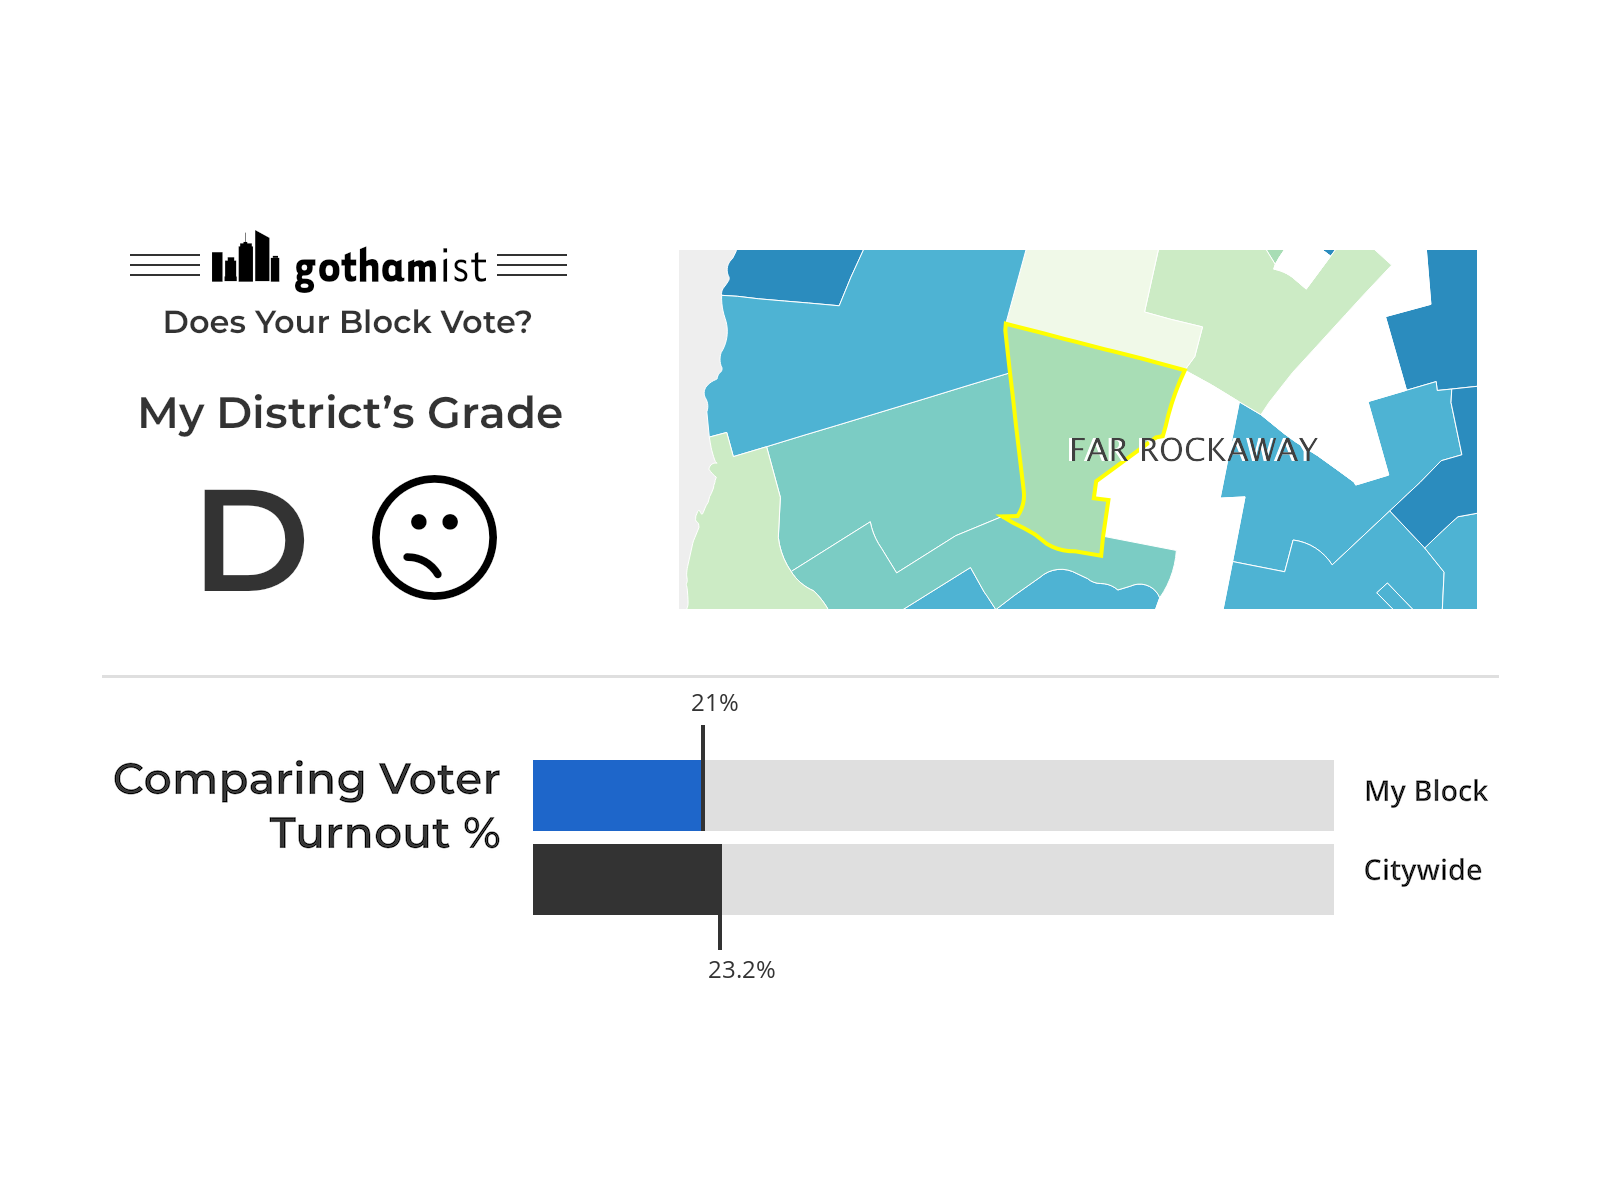 gothamist
Does Your Block Vote?
My District’s Grade
D
FAR ROCKAWAY
Comparing Voter
Turnout %
21%
My Block
Citywide
23.2%